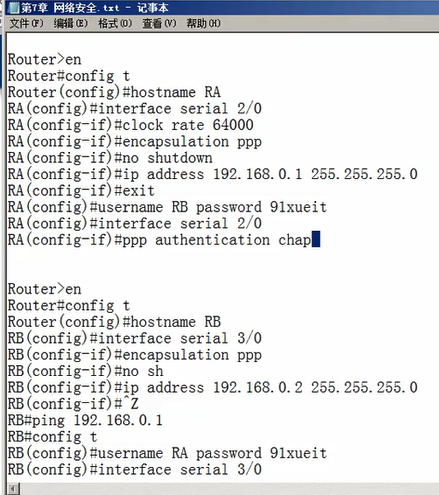 第7章 网络安全.txt - 记事本
文件(F) 编辑(E) 格式(O) 查看(V) 帮助(H)
Router>en
Router#config t
Router(config)#hostname RA
RA(config)#interface serial 2/0
RA(config-if)#clock rate 64000
RA(config-if)#encapsulation ppp
RA(config-if)#no shutdown
RA(config-if)#ip address 192.168.0.1 255.255.255.0
RA(config-if)#exit
RA(config)#username RB password 91xueit
RA(config)#interface serial 2/0
RA(config-if)#ppp authentication chap
Router>en
Router#config t
Router(config)#hostname RB
RB(config)#interface serial 3/0
RB(config-if)#encapsulation ppp
RB(config-if)#no sh
RB(config-if)#ip address 192.168.0.2 255.255.255.0
RB(config-if)#^Z
RB#ping 192.168.0.1
RB#config t
RB(config)#username RA password 91xueit
RB(config)#interface serial 3/0